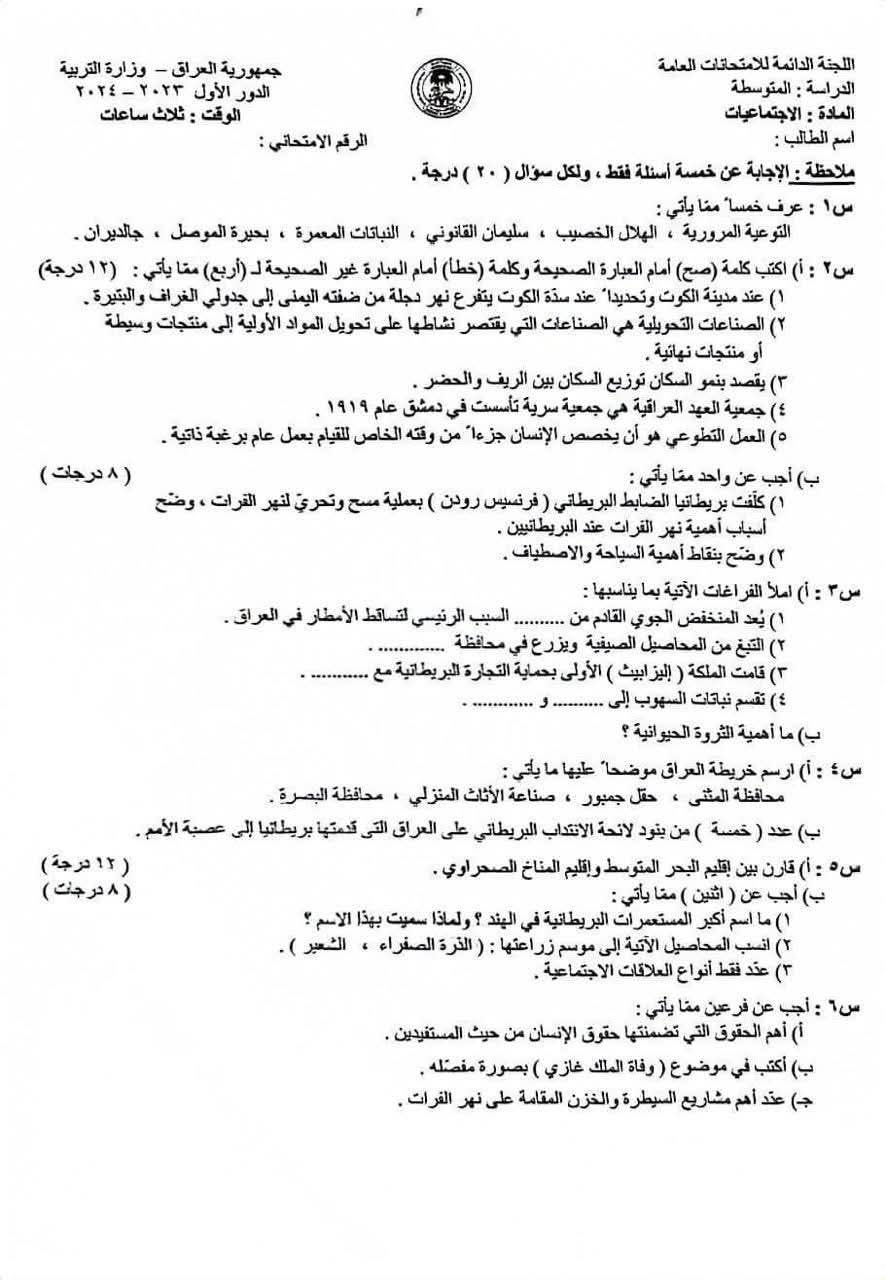 اللجنة الدائمة للامتحانات العامة
الدراسة : المتوسطة
المادة : الاجتماعيات
اسم الطالب :
جمهورية العراق – وزارة التربية
الدور الأول ٢٠٢٣ – ٢٠٢٤
الوقت : ثلاث ساعات
الرقم الامتحاني :
ملاحظة : الإجابة عن خمسة أسئلة فقط ، ولكل سؤال ( ٢٠ ) درجة .
س١ : عرف خمساً ممّا يأتي :
التوعية المرورية ، الهلال الخصيب ، سليمان القانوني ، النباتات المعمرة ، بحيرة الموصل ، جالديران .
س٢ : أ) اكتب كلمة (صح) أمام العبارة الصحيحة وكلمة (خطأ) أمام العبارة غير الصحيحة لـ (أربع) ممّا يأتي : (١٢ درجة)
١) عند مدينة الكوت وتحديداً عند سدّة الكوت يتفرع نهر دجلة من ضفته اليمنى إلى جدولي الغراف والبتيرة .
٢) الصناعات التحويلية هي الصناعات التي يقتصر نشاطها على تحويل المواد الأولية إلى منتجات وسيطة
أو منتجات نهائية .
٣) يقصد بنمو السكان توزيع السكان بين الريف والحضر .
٤) جمعية العهد العراقية هي جمعية سرية تأسست في دمشق عام ١٩١٩ .
٥) العمل التطوعي هو أن يخصص الإنسان جزءاً من وقته الخاص للقيام بعمل عام برغبة ذاتية .
ب) أجب عن واحد ممّا يأتي : ( ٨ درجات )
١) كلّفت بريطانيا الضابط البريطاني ( فرنسيس رودن ) بعملية مسح وتحريّ لنهر الفرات ، وضّح
أسباب أهمية نهر الفرات عند البريطانيين .
٢) وضّح بنقاط أهمية السياحة والاصطياف .
س٣ : أ) املأ الفراغات الآتية بما يناسبها :
١) يُعد المنخفض الجوي القادم من .......... السبب الرئيسي لتساقط الأمطار في العراق .
٢) التبغ من المحاصيل الصيفية ويزرع في محافظة ............. .
٣) قامت الملكة ( إليزابيث ) الأولى بحماية التجارة البريطانية مع ........... .
٤) تقسم نباتات السهوب إلى .......... و ............ .
ب) ما أهمية الثروة الحيوانية ؟
س٤ : أ) ارسم خريطة العراق موضحاً عليها ما يأتي :
محافظة المثنى ، حقل جمبور ، صناعة الأثاث المنزلي ، محافظة البصرة .
ب) عدد ( خمسة ) من بنود لائحة الانتداب البريطاني على العراق التى قدمتها بريطانيا إلى عصبة الأمم .
س٥ : أ) قارن بين إقليم البحر المتوسط وإقليم المناخ الصحراوي . ( ١٢ درجة )
ب) أجب عن ( اثنين ) ممّا يأتي : ( ٨ درجات )
١) ما اسم أكبر المستعمرات البريطانية في الهند ؟ ولماذا سميت بهذا الاسم ؟
٢) انسب المحاصيل الآتية إلى موسم زراعتها : ( الذرة الصفراء ، الشعير ) .
٣) عدّد فقط أنواع العلاقات الاجتماعية .
س٦ : أجب عن فرعين ممّا يأتي :
أ) أهم الحقوق التي تضمنتها حقوق الإنسان من حيث المستفيدين .
ب) أكتب في موضوع ( وفاة الملك غازي ) بصورة مفصّله .
جـ) عدّد أهم مشاريع السيطرة والخزن المقامة على نهر الفرات .